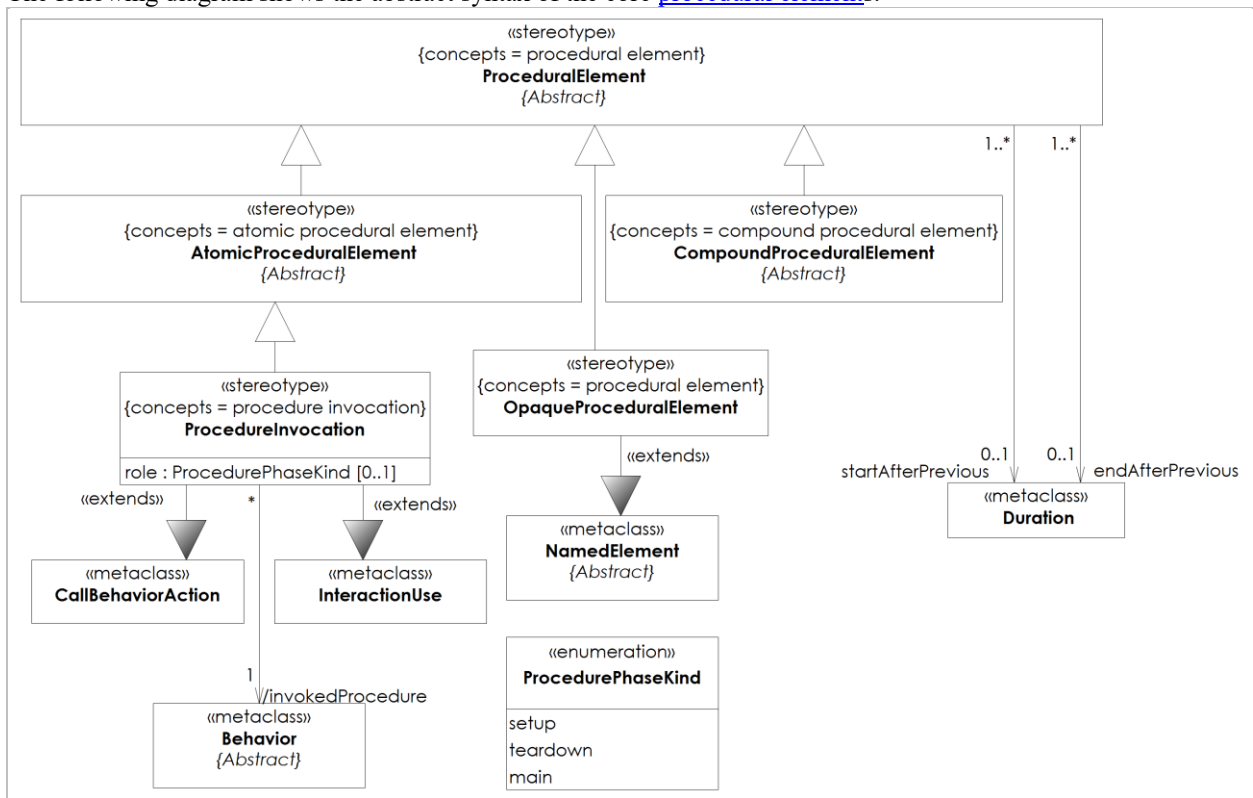 The following diagram shows the abstract syntax of the core procedural elements.
«stereotype»
{concepts = procedural element}
ProceduralElement
{Abstract}
1..*
1..*
«stereotype»
{concepts = atomic procedural element}
AtomicProceduralElement
{Abstract}
«stereotype»
{concepts = compound procedural element}
CompoundProceduralElement
{Abstract}
«stereotype»
{concepts = procedure invocation}
ProcedureInvocation
role : ProcedurePhaseKind [0..1]
«stereotype»
{concepts = procedural element}
OpaqueProceduralElement
«extends»
«extends»
*
«extends»
0..1
0..1
startAfterPrevious
endAfterPrevious
«metaclass»
Duration
«metaclass»
CallBehaviorAction
«metaclass»
InteractionUse
«metaclass»
NamedElement
{Abstract}
1
/invokedProcedure
«metaclass»
Behavior
{Abstract}
«enumeration»
ProcedurePhaseKind
setup
teardown
main